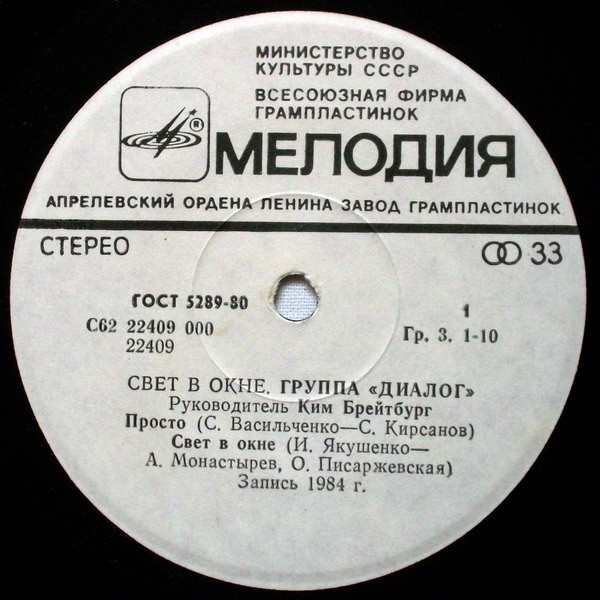 МИНИСТЕРСТВО
КУЛЬТУРЫ СССР
ВСЕСОЮЗНАЯ ФИРМА
ГРАМПЛАСТИНОК
®
МЕЛОДИЯ
АПРЕЛЕВСКИЙ ОРДЕНА ЛЕНИНА ЗАВОД ГРАМПЛАСТИНОК
СТЕРЕО
33
ГОСТ 5289-80
1
С62 22409 000
Гр. 3. 1-10
22409
СВЕТ В ОКНЕ. ГРУППА «ДИАЛОГ»
Руководитель Ким Брейтбург
Просто (С. Васильченко—С. Кирсанов)
Свет в окне (И. Якушенко—
А. Монастырев, О. Писаржевская)
Запись 1984 г.